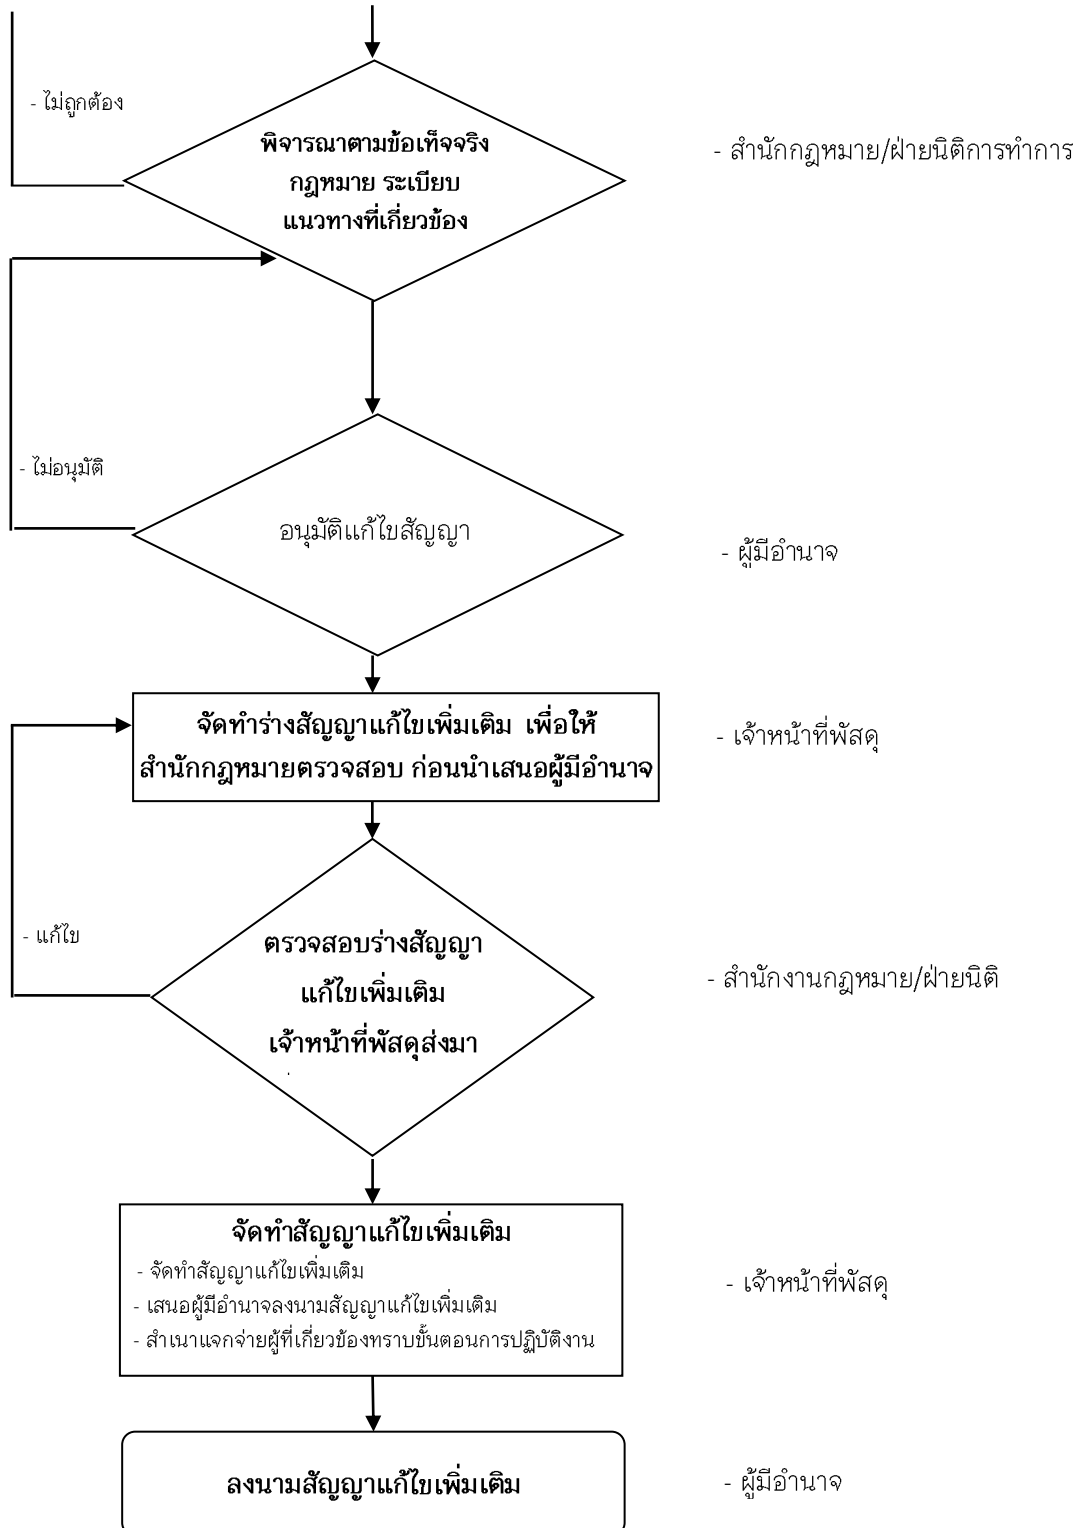 - ไม่ถูกต้อง
พิจารณาตามข้อเท็จจริง
กฎหมาย ระเบียบ
แนวทางที่เกี่ยวข้อง
- สำนักกฎหมาย/ฝ่ายนิติการทำการ
- ไม่อนุมัติ
อนุมัติแก้ไขสัญญา
- ผู้มีอำนาจ
จัดทำร่างสัญญาแก้ไขเพิ่มเติม เพื่อให้
สำนักกฎหมายตรวจสอบ ก่อนนำเสนอผู้มีอำนาจ
- เจ้าหน้าที่พัสดุ
- แก้ไข
ตรวจสอบร่างสัญญา
แก้ไขเพิ่มเติม
เจ้าหน้าที่พัสดุส่งมา
- สำนักงานกฎหมาย/ฝ่ายนิติ
จัดทำสัญญาแก้ไขเพิ่มเติม
- จัดทำสัญญาแก้ไขเพิ่มเติม
- เสนอผู้มีอำนาจลงนามสัญญาแก้ไขเพิ่มเติม
- สำเนาแจกจ่ายผู้ที่เกี่ยวข้องทราบขั้นตอนการปฏิบัติงาน
- เจ้าหน้าที่พัสดุ
ลงนามสัญญาแก้ไขเพิ่มเติม
- ผู้มีอำนาจ